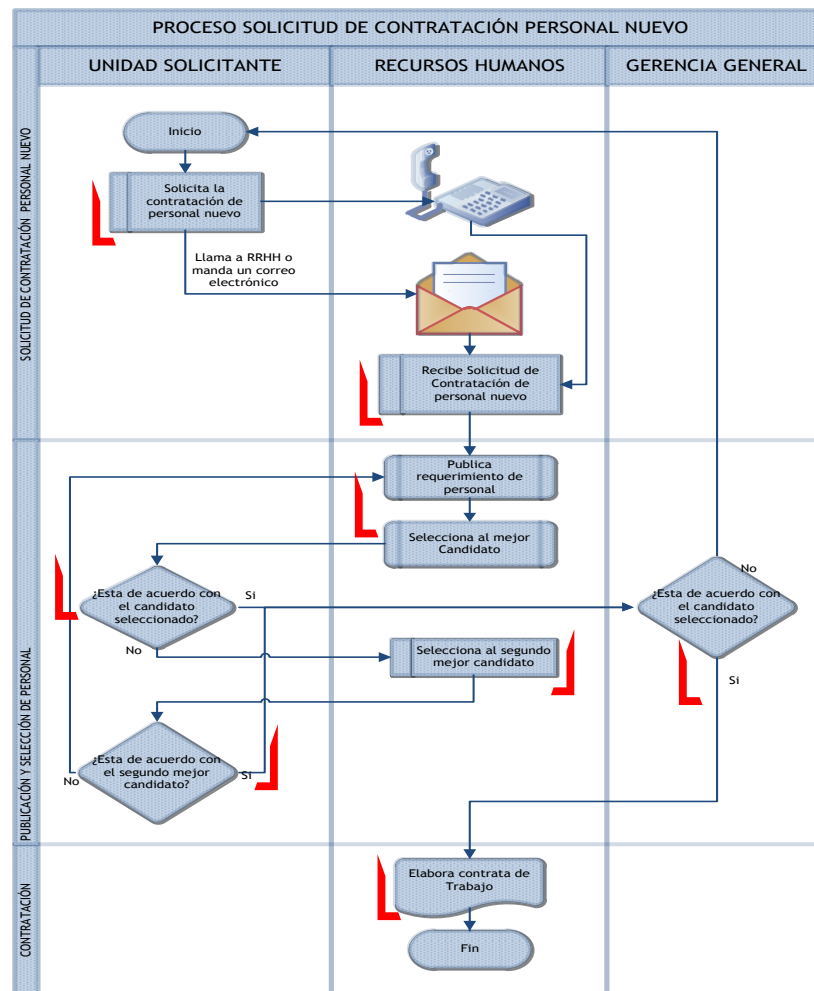 PROCESO SOLICITUD DE CONTRATACIÓN PERSONAL NUEVO
UNIDAD SOLICITANTE
RECURSOS HUMANOS
GERENCIA GENERAL
SOLICITUD DE CONTRATACIÓN PERSONAL NUEVO
Inicio
Solicita la
contratación de
personal nuevo
Llama a RRHH o
manda un correo
electrónico
Recibe Solicitud de
Contratación de
personal nuevo
PUBLICACIÓN Y SELECCIÓN DE PERSONAL
Publica
requerimiento de
personal
Selecciona al mejor
Candidato
¿Esta de acuerdo con
el candidato
seleccionado?
Si
No
¿Esta de acuerdo con
el candidato
seleccionado?
No
Si
Selecciona al segundo
mejor candidato
¿Esta de acuerdo con
el segundo mejor
candidato?
No
Si
CONTRATACIÓN
Elabora contrata de
Trabajo
Fin